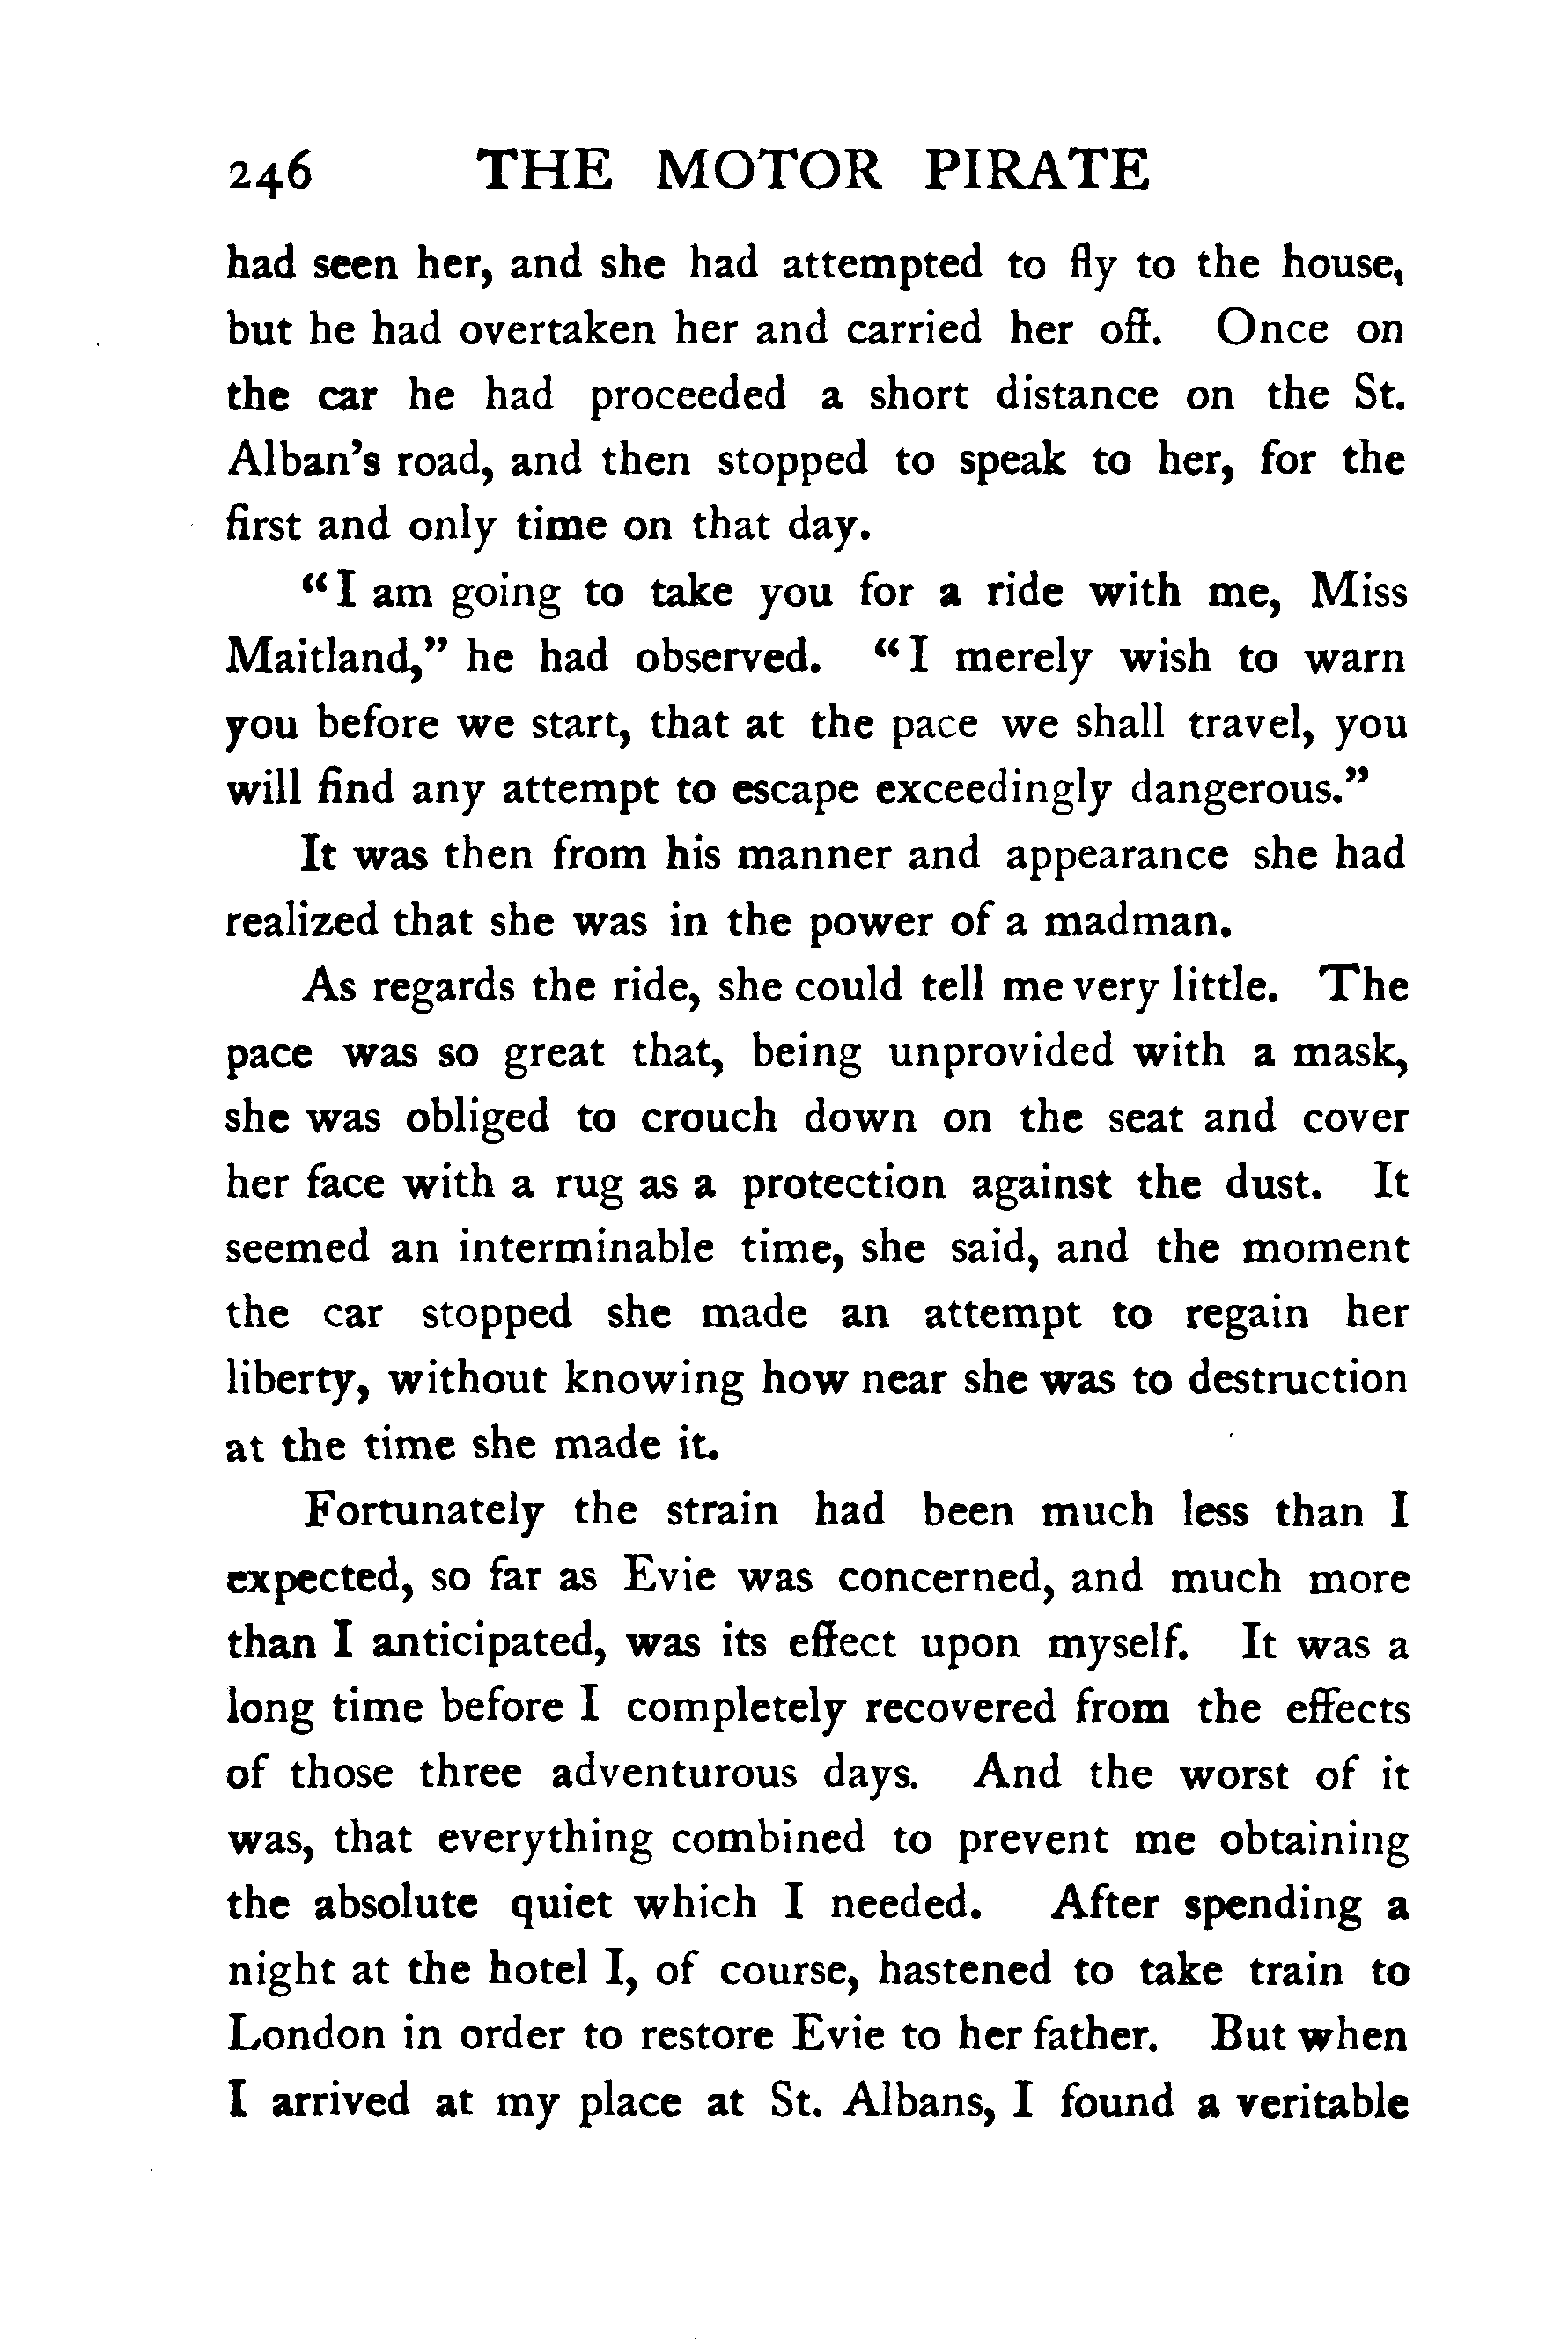 246 THE MOTOR PIRATE
had seen her, and she had attempted to fly to the house,
but he had overtaken her and carried her off. Once on
the car he had proceeded a short distance on the St.
Alban's road, and then stopped to speak to her, for the
first and only time on that day.
"I am going to take you for a ride with me, Miss
Maitland," he had observed. "I merely wish to warn
you before we start, that at the pace we shall travel, you
will find any attempt to escape exceedingly dangerous."
It was then from his manner and appearance she had
realized that she was in the power of a madman.
As regards the ride, she could tell me very little. The
pace was so great that, being unprovided with a mask,
she was obliged to crouch down on the seat and cover
her face with a rug as a protection against the dust. It
seemed an interminable time, she said, and the moment
the car stopped she made an attempt to regain her
liberty, without knowing how near she was to destruction
at the time she made it.
Fortunately the strain had been much less than I
expected, so far as Evie was concerned, and much more
than I anticipated, was its effect upon myself. It was a
long time before I completely recovered from the effects
of those three adventurous days. And the worst of it
was, that everything combined to prevent me obtaining
the absolute quiet which I needed. After spending a
night at the hotel I, of course, hastened to take train to
London in order to restore Evie to her father. But when
I arrived at my place at St. Albans, I found a veritable